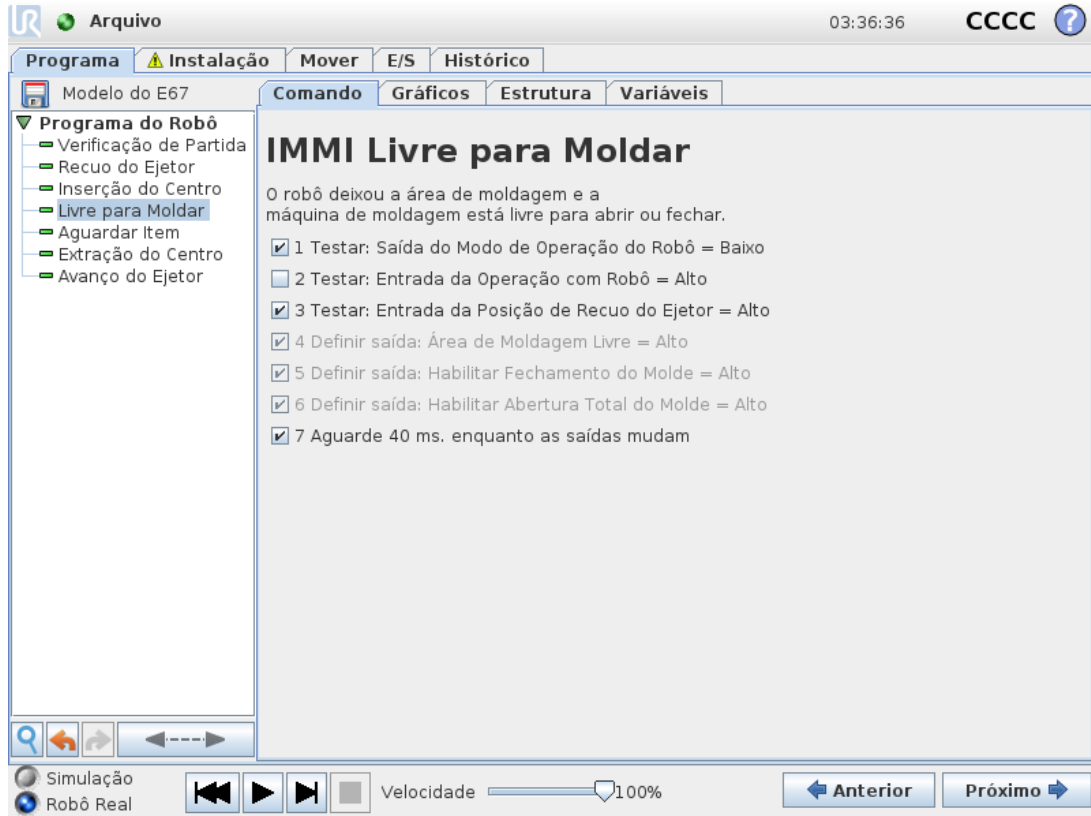 UR Arquivo 03:36:36 CCCC ?
Programa Instalação Mover E/S Histórico
Modelo do E67
Comando Gráficos Estrutura Variáveis
Programa do Robô
Verificação de Partida
Recuo do Ejetor
Inserção do Centro
Livre para Moldar
Aguardar Item
Extração do Centro
Avanço do Ejetor
IMMI Livre para Moldar
O robô deixou a área de moldagem e a
máquina de moldagem está livre para abrir ou fechar.
1 Testar: Saída do Modo de Operação do Robô = Baixo
2 Testar: Entrada da Operação com Robô = Alto
3 Testar: Entrada da Posição de Recuo do Ejetor = Alto
4 Definir saída: Área de Moldagem Livre = Alto
5 Definir saída: Habilitar Fechamento do Molde = Alto
6 Definir saída: Habilitar Abertura Total do Molde = Alto
7 Aguarde 40 ms. enquanto as saídas mudam
Simulação
Robô Real
Velocidade 100%
Anterior Próximo